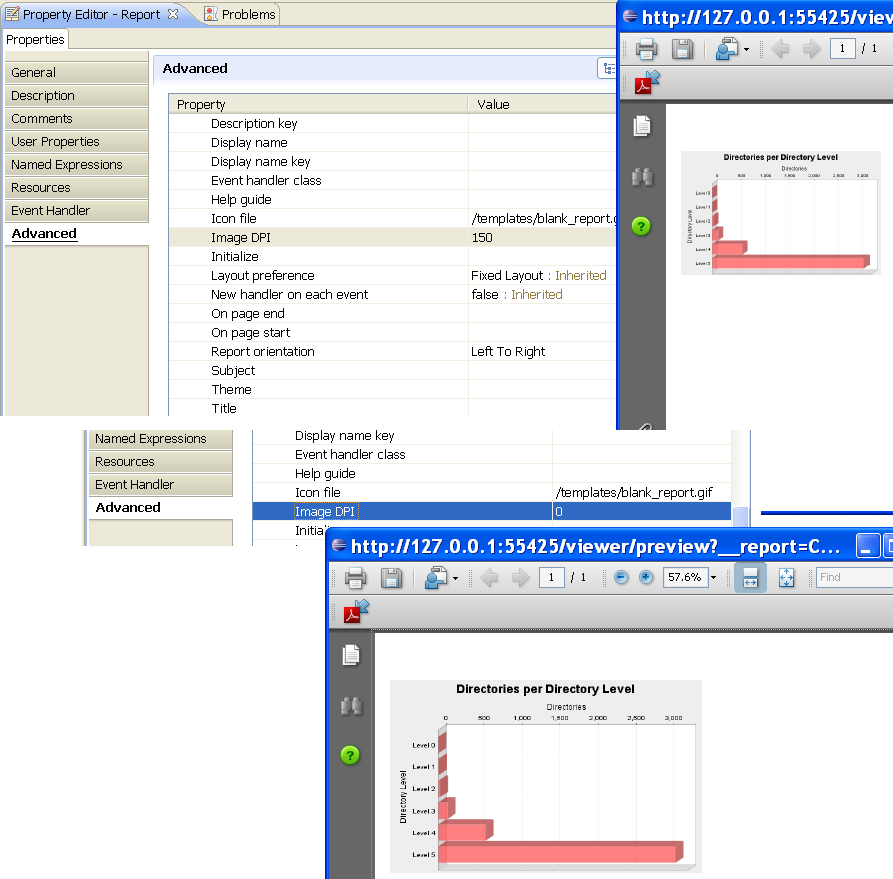 Property Editor - Report
Problems
Properties
General
Description
Comments
User Properties
Named Expressions
Resources
Event Handler
Advanced
Advanced
Property Value
Description key
Display name
Display name key
Event handler class
Help guide
Icon file /templates/blank_report.g
Image DPI 150
Initialize
Layout preference Fixed Layout : Inherited
New handler on each event false : Inherited
On page end
On page start
Report orientation Left To Right
Subject
Theme
Title
http://127.0.0.1:55425/view
1 / 1
Directories per Directory Level
Directories
0 500 1,000 1,500 2,000 2,500 3,000
Directory Level
Level 0
Level 1
Level 2
Level 3
Level 4
Level 5
Named Expressions
Resources
Event Handler
Advanced
Display name key
Event handler class
Help guide
Icon file /templates/blank_report.gif
Image DPI 0
Initializ
http://127.0.0.1:55425/viewer/preview?__report=C...
1 / 1 57.6% Find
Directories per Directory Level
Directories
0 500 1,000 1,500 2,000 2,500 3,000
Directory Level
Level 0
Level 1
Level 2
Level 3
Level 4
Level 5